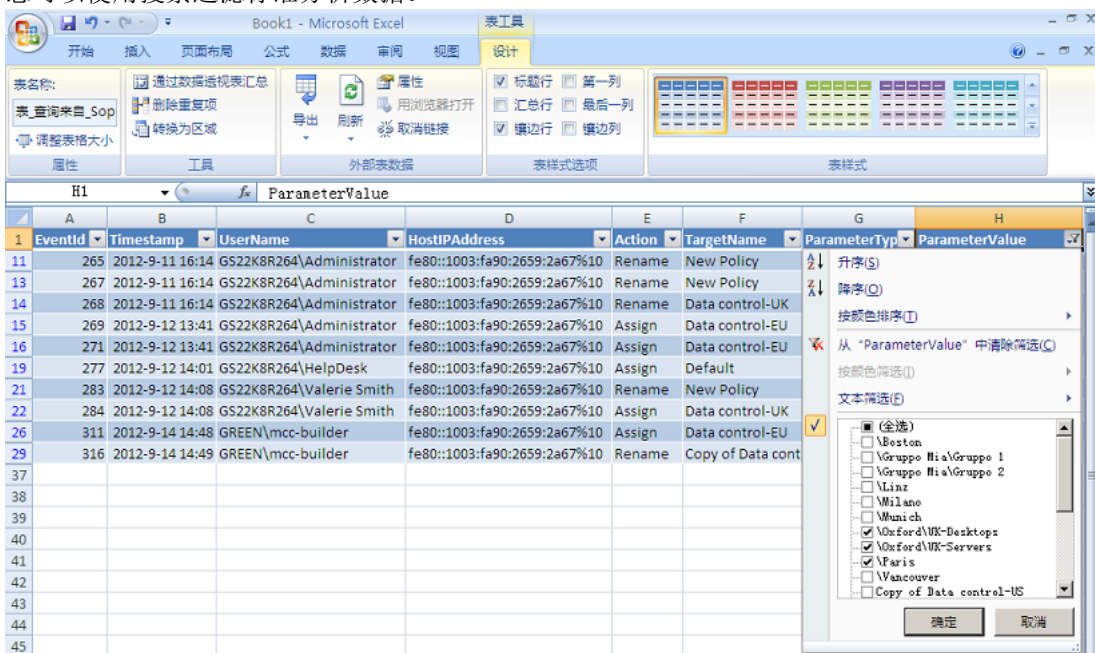 Book1 - Microsoft Excel
表工具
开始 插入 页面布局 公式 数据 审阅 视图 设计
表名称:
表_查询来自_Sop
调整表格大小
属性
通过数据透视表汇总
删除重复项
转换为区域
工具
导出
刷新
属性
用浏览器打开
取消链接
外部表数据
标题行 第一列
汇总行 最后一列
镶边行 镶边列
表样式选项
表样式
H1 fx ParameterValue
A B C D E F G H
1 EventId Timestamp UserName HostIPAddress Action TargetName ParameterTyp ParameterValue
11 265 2012-9-11 16:14 GS22K8R264\Administrator fe80::1003:fa90:2659:2a67%10 Rename New Policy
13 267 2012-9-11 16:14 GS22K8R264\Administrator fe80::1003:fa90:2659:2a67%10 Rename New Policy
14 268 2012-9-11 16:14 GS22K8R264\Administrator fe80::1003:fa90:2659:2a67%10 Rename Data control-UK
15 269 2012-9-12 13:41 GS22K8R264\Administrator fe80::1003:fa90:2659:2a67%10 Assign Data control-EU
16 271 2012-9-12 13:41 GS22K8R264\Administrator fe80::1003:fa90:2659:2a67%10 Assign Data control-EU
19 277 2012-9-12 14:01 GS22K8R264\HelpDesk fe80::1003:fa90:2659:2a67%10 Assign Default
21 283 2012-9-12 14:08 GS22K8R264\Valerie Smith fe80::1003:fa90:2659:2a67%10 Rename New Policy
22 284 2012-9-12 14:08 GS22K8R264\Valerie Smith fe80::1003:fa90:2659:2a67%10 Assign Data control-UK
26 311 2012-9-14 14:48 GREEN\mcc-builder fe80::1003:fa90:2659:2a67%10 Assign Data control-EU
29 316 2012-9-14 14:49 GREEN\mcc-builder fe80::1003:fa90:2659:2a67%10 Rename Copy of Data cont
37
38
39
40
41
42
43
44
45
升序(S)
降序(O)
按颜色排序(T)
从 “ParameterValue” 中清除筛选(C)
按颜色筛选(I)
文本筛选(F)
(全选)
\Boston
\Gruppo Mia\Gruppo 1
\Gruppo Mia\Gruppo 2
\Linz
\Milano
\Munich
\Oxford\UK-Desktops
\Oxford\UK-Servers
\Paris
\Vancouver
Copy of Data control-US
确定 取消